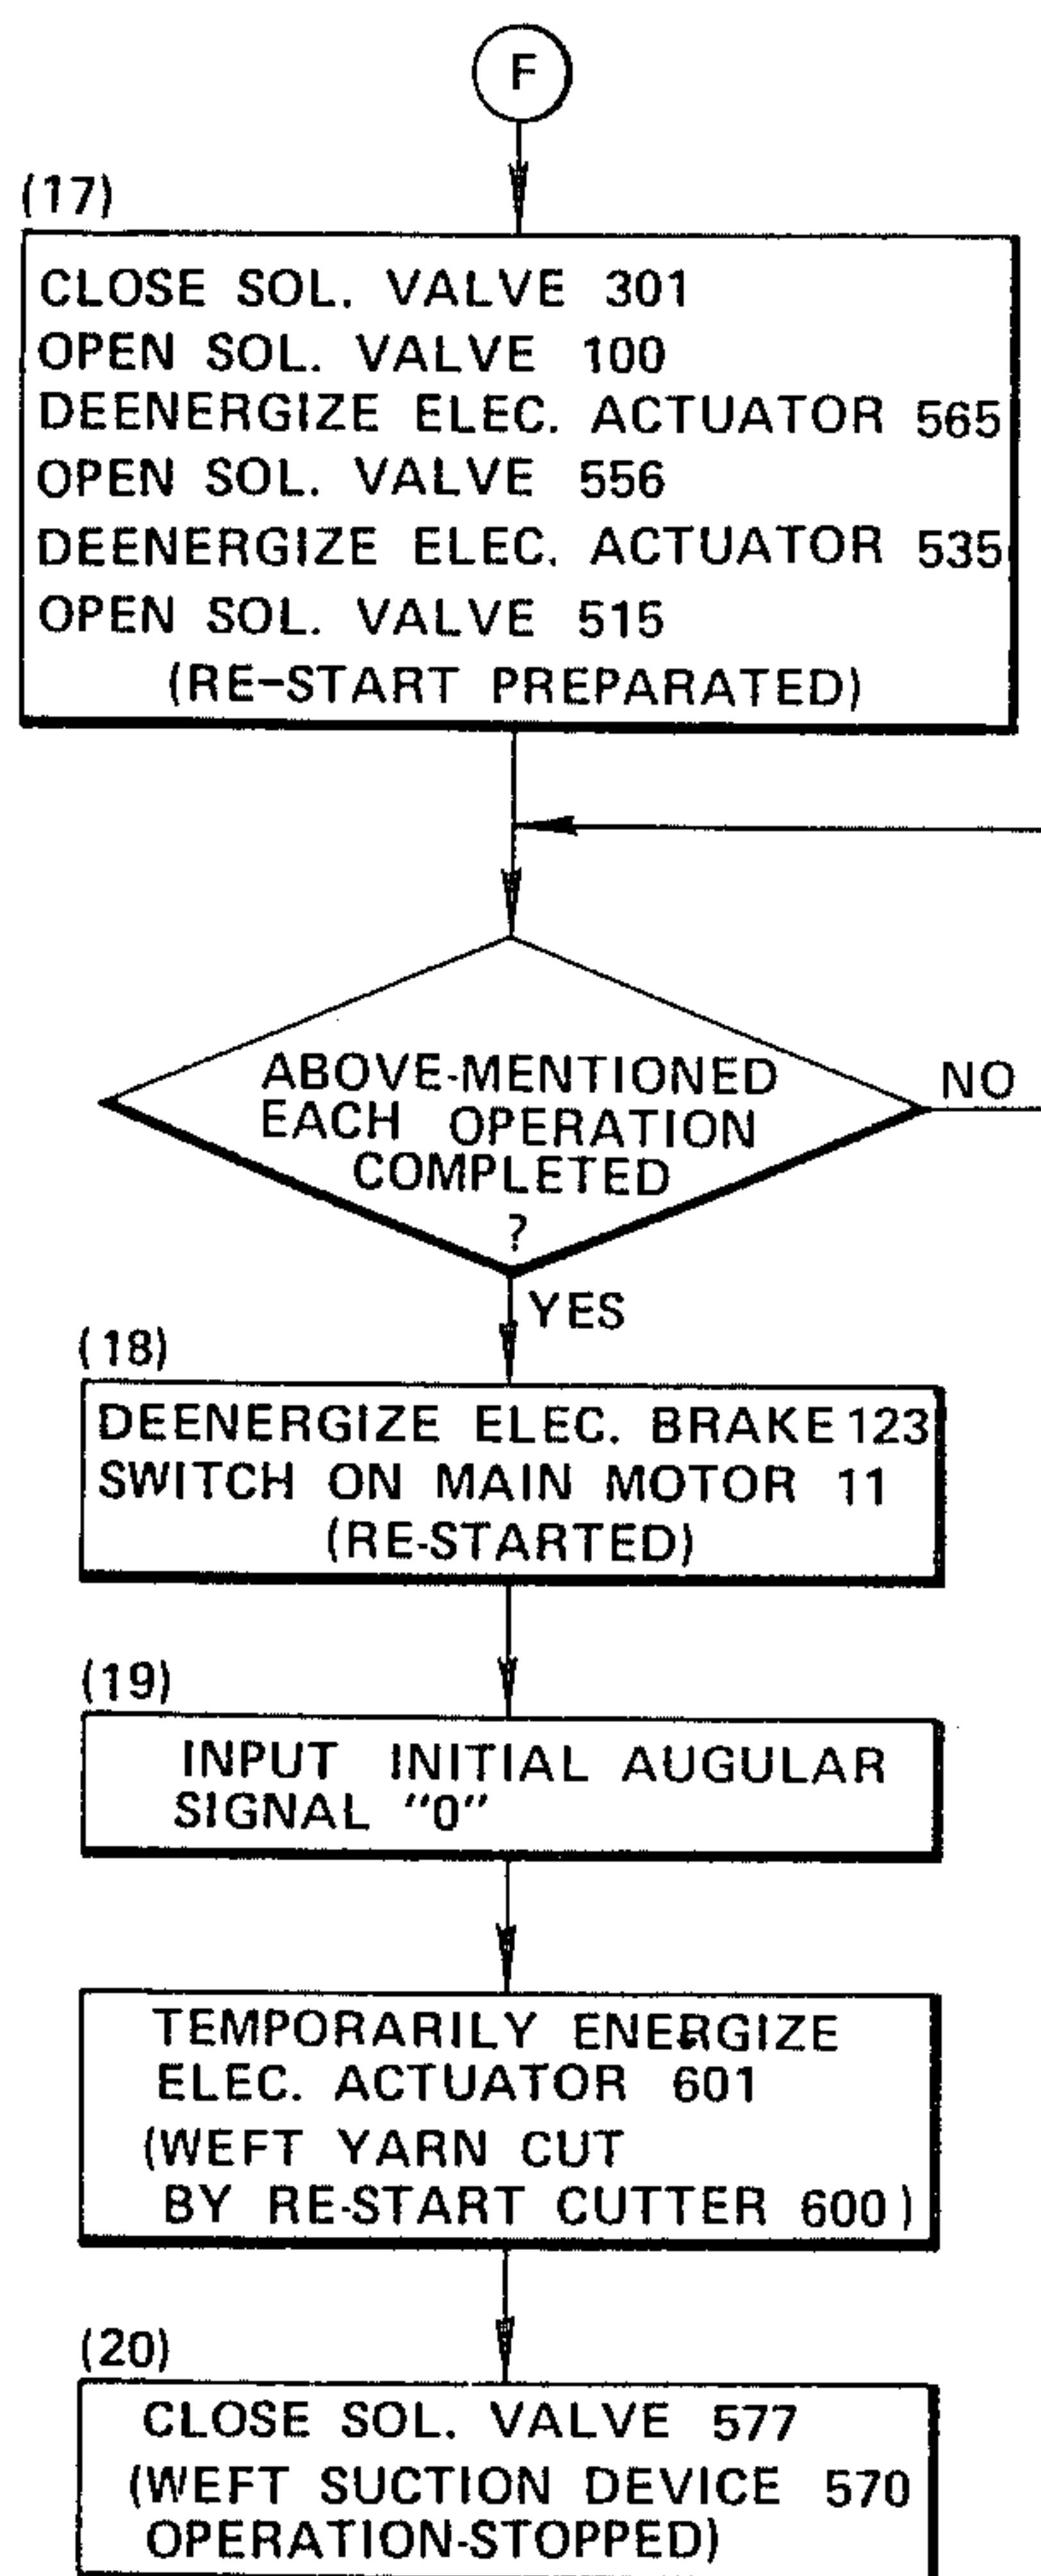 F
(17)
CLOSE SOL. VALVE 301
OPEN SOL. VALVE 100
DEENERGIZE ELEC. ACTUATOR 565
OPEN SOL. VALVE 556
DEENERGIZE ELEC. ACTUATOR 535
OPEN SOL. VALVE 515
(RE-START PREPARATED)
ABOVE-MENTIONED
EACH OPERATION
COMPLETED
?
NO
YES
(18)
DEENERGIZE ELEC. BRAKE 123
SWITCH ON MAIN MOTOR 11
(RE-STARTED)
(19)
INPUT INITIAL AUGULAR
SIGNAL "0"
TEMPORARILY ENERGIZE
ELEC. ACTUATOR 601
(WEFT YARN CUT
BY RE-START CUTTER 600)
(20)
CLOSE SOL. VALVE 577
(WEFT SUCTION DEVICE 570
OPERATION-STOPPED)